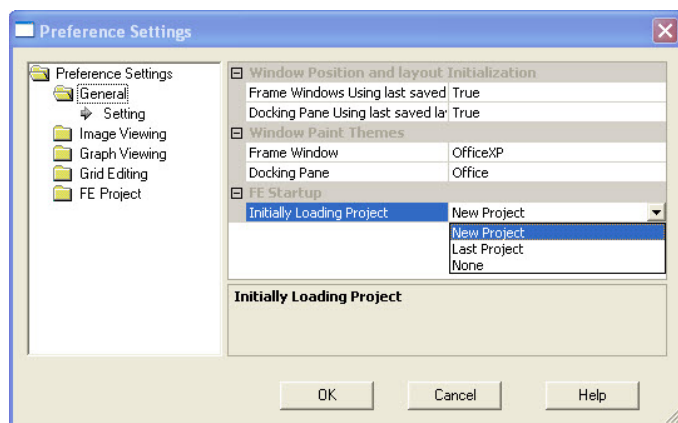 Preference Settings
Preference Settings
General
Setting
Image Viewing
Graph Viewing
Grid Editing
FE Project
Window Position and layout Initialization
Frame Windows Using last saved True
Docking Pane Using last saved la True
Window Paint Themes
Frame Window OfficeXP
Docking Pane Office
FE Startup
Initially Loading Project New Project
New Project
Last Project
None
Initially Loading Project
OK Cancel Help